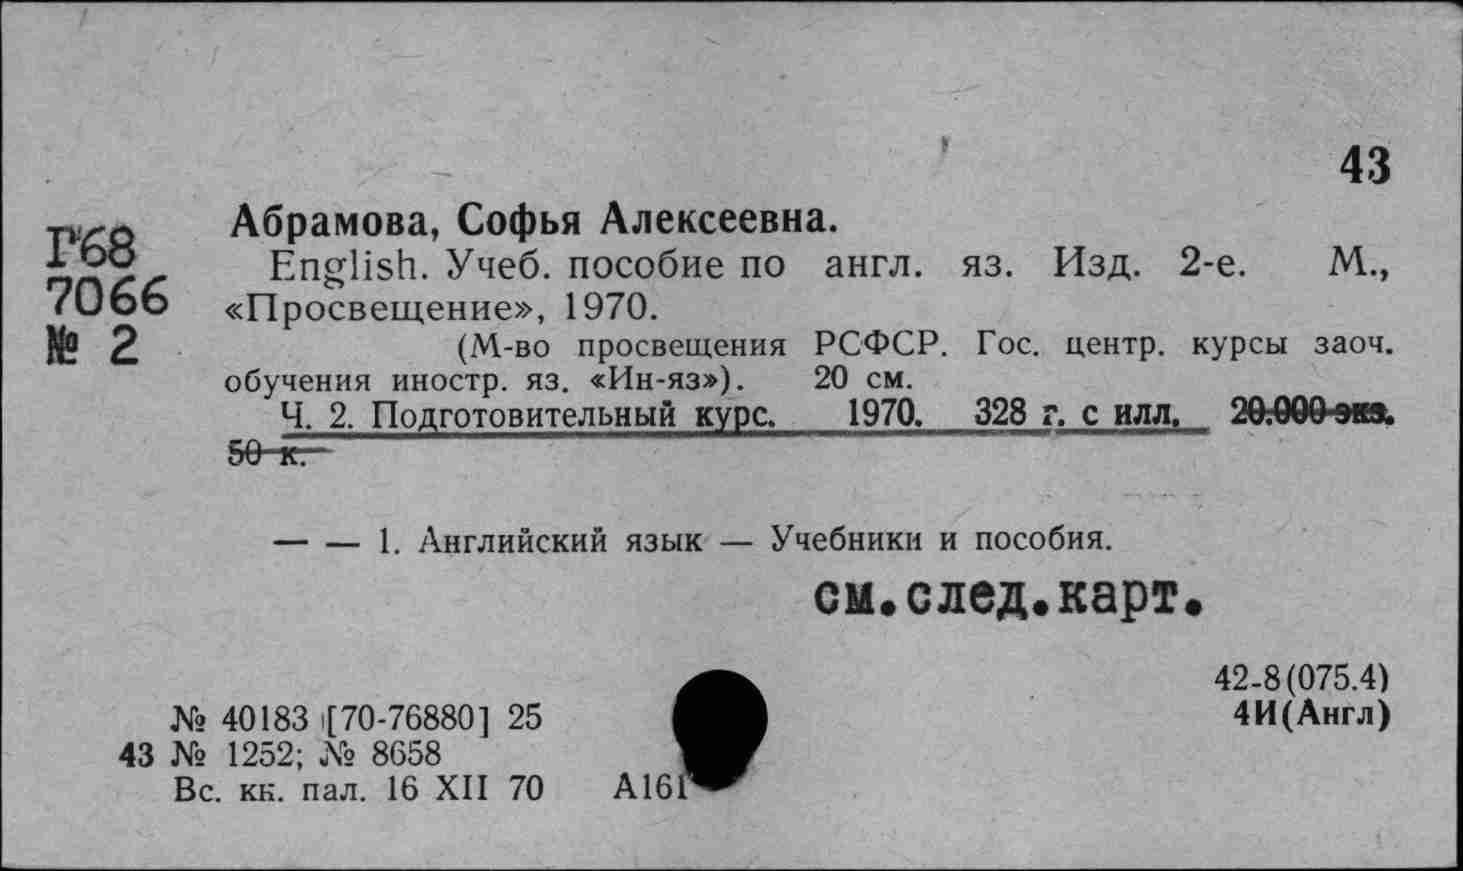 43
Г68
7066
№ 2
Абрамова, Софья Алексеевна.
English. Учеб. пособие по англ. яз. Изд. 2-е. М.,
«Просвещение», 1970.
(М-во просвещения РСФСР. Гос. центр. курсы заоч.
обучения иностр. яз. «Ин-яз»). 20 см.
Ч. 2. Подготовительный курс. 1970. 328 г. с илл. 20.000 экз.
50 к.
— — 1. Английский язык — Учебники и пособия.
см.след.карт.
42-8(075.4)
4И(Англ)
№ 40183 [70-76880] 25
43 № 1252; № 8658
Вс. кн. пал. 16 XII 70 А161